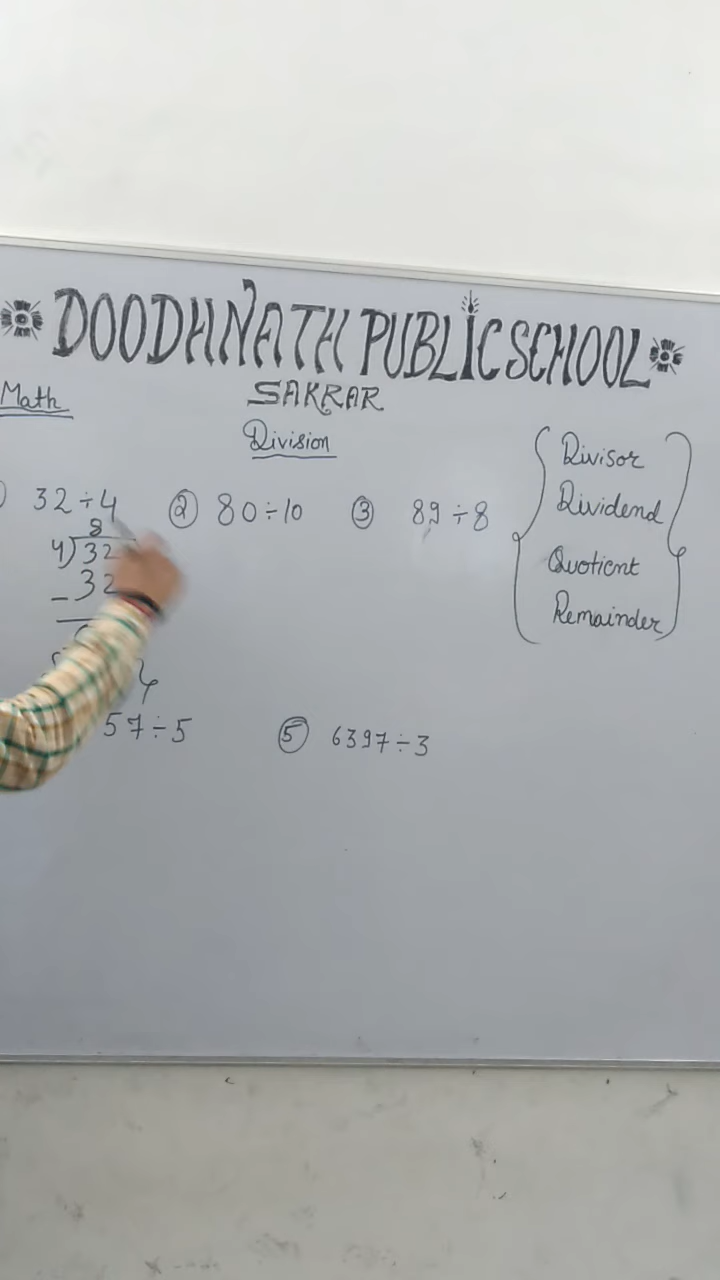 DOODHNATH PUBLIC SCHOOL
SAKRAR
Math
Division
32÷4
② 80÷10
③ 89÷8
Divisor
Dividend
Quotient
Remainder
8
4)32
-32
57÷5
⑤ 6397÷3